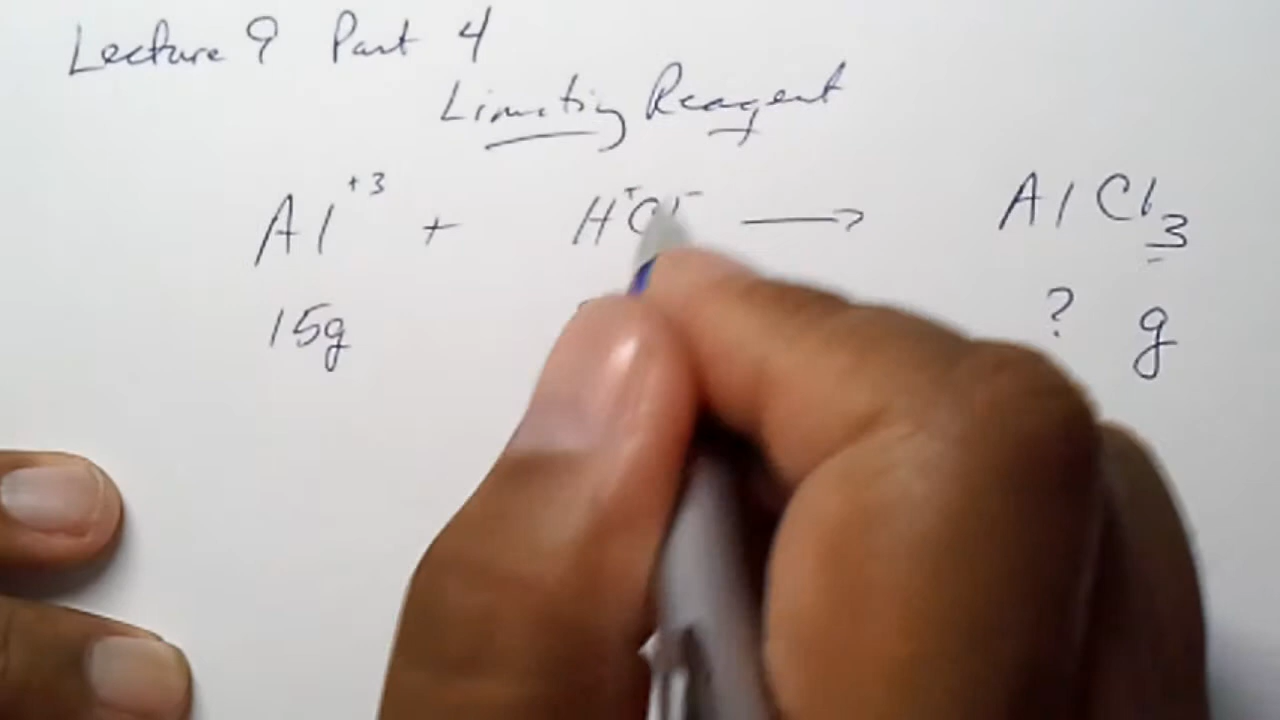 Lecture 9 Part 4
Limiting Reagent
Al+3 + H+Cl- → AlCl3
15g ? g